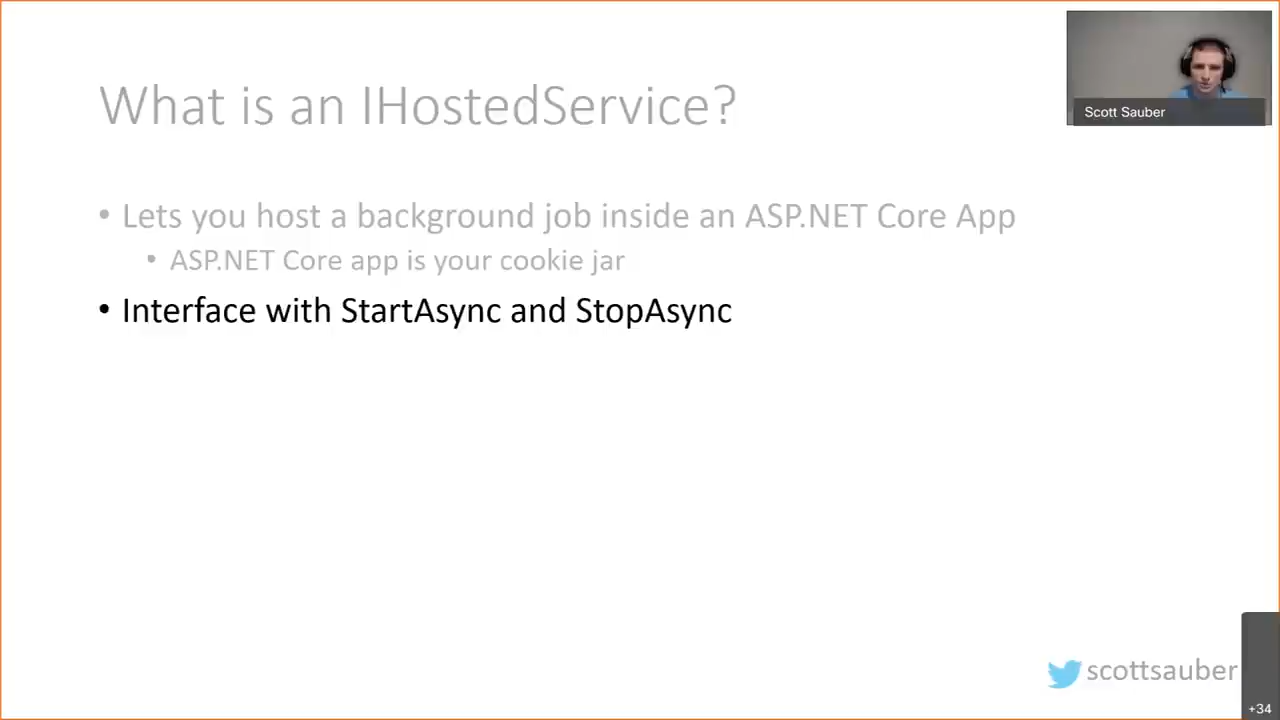 What is an IHostedService?
Scott Sauber
• Lets you host a background job inside an ASP.NET Core App
• ASP.NET Core app is your cookie jar
• Interface with StartAsync and StopAsync
scottsauber
+34